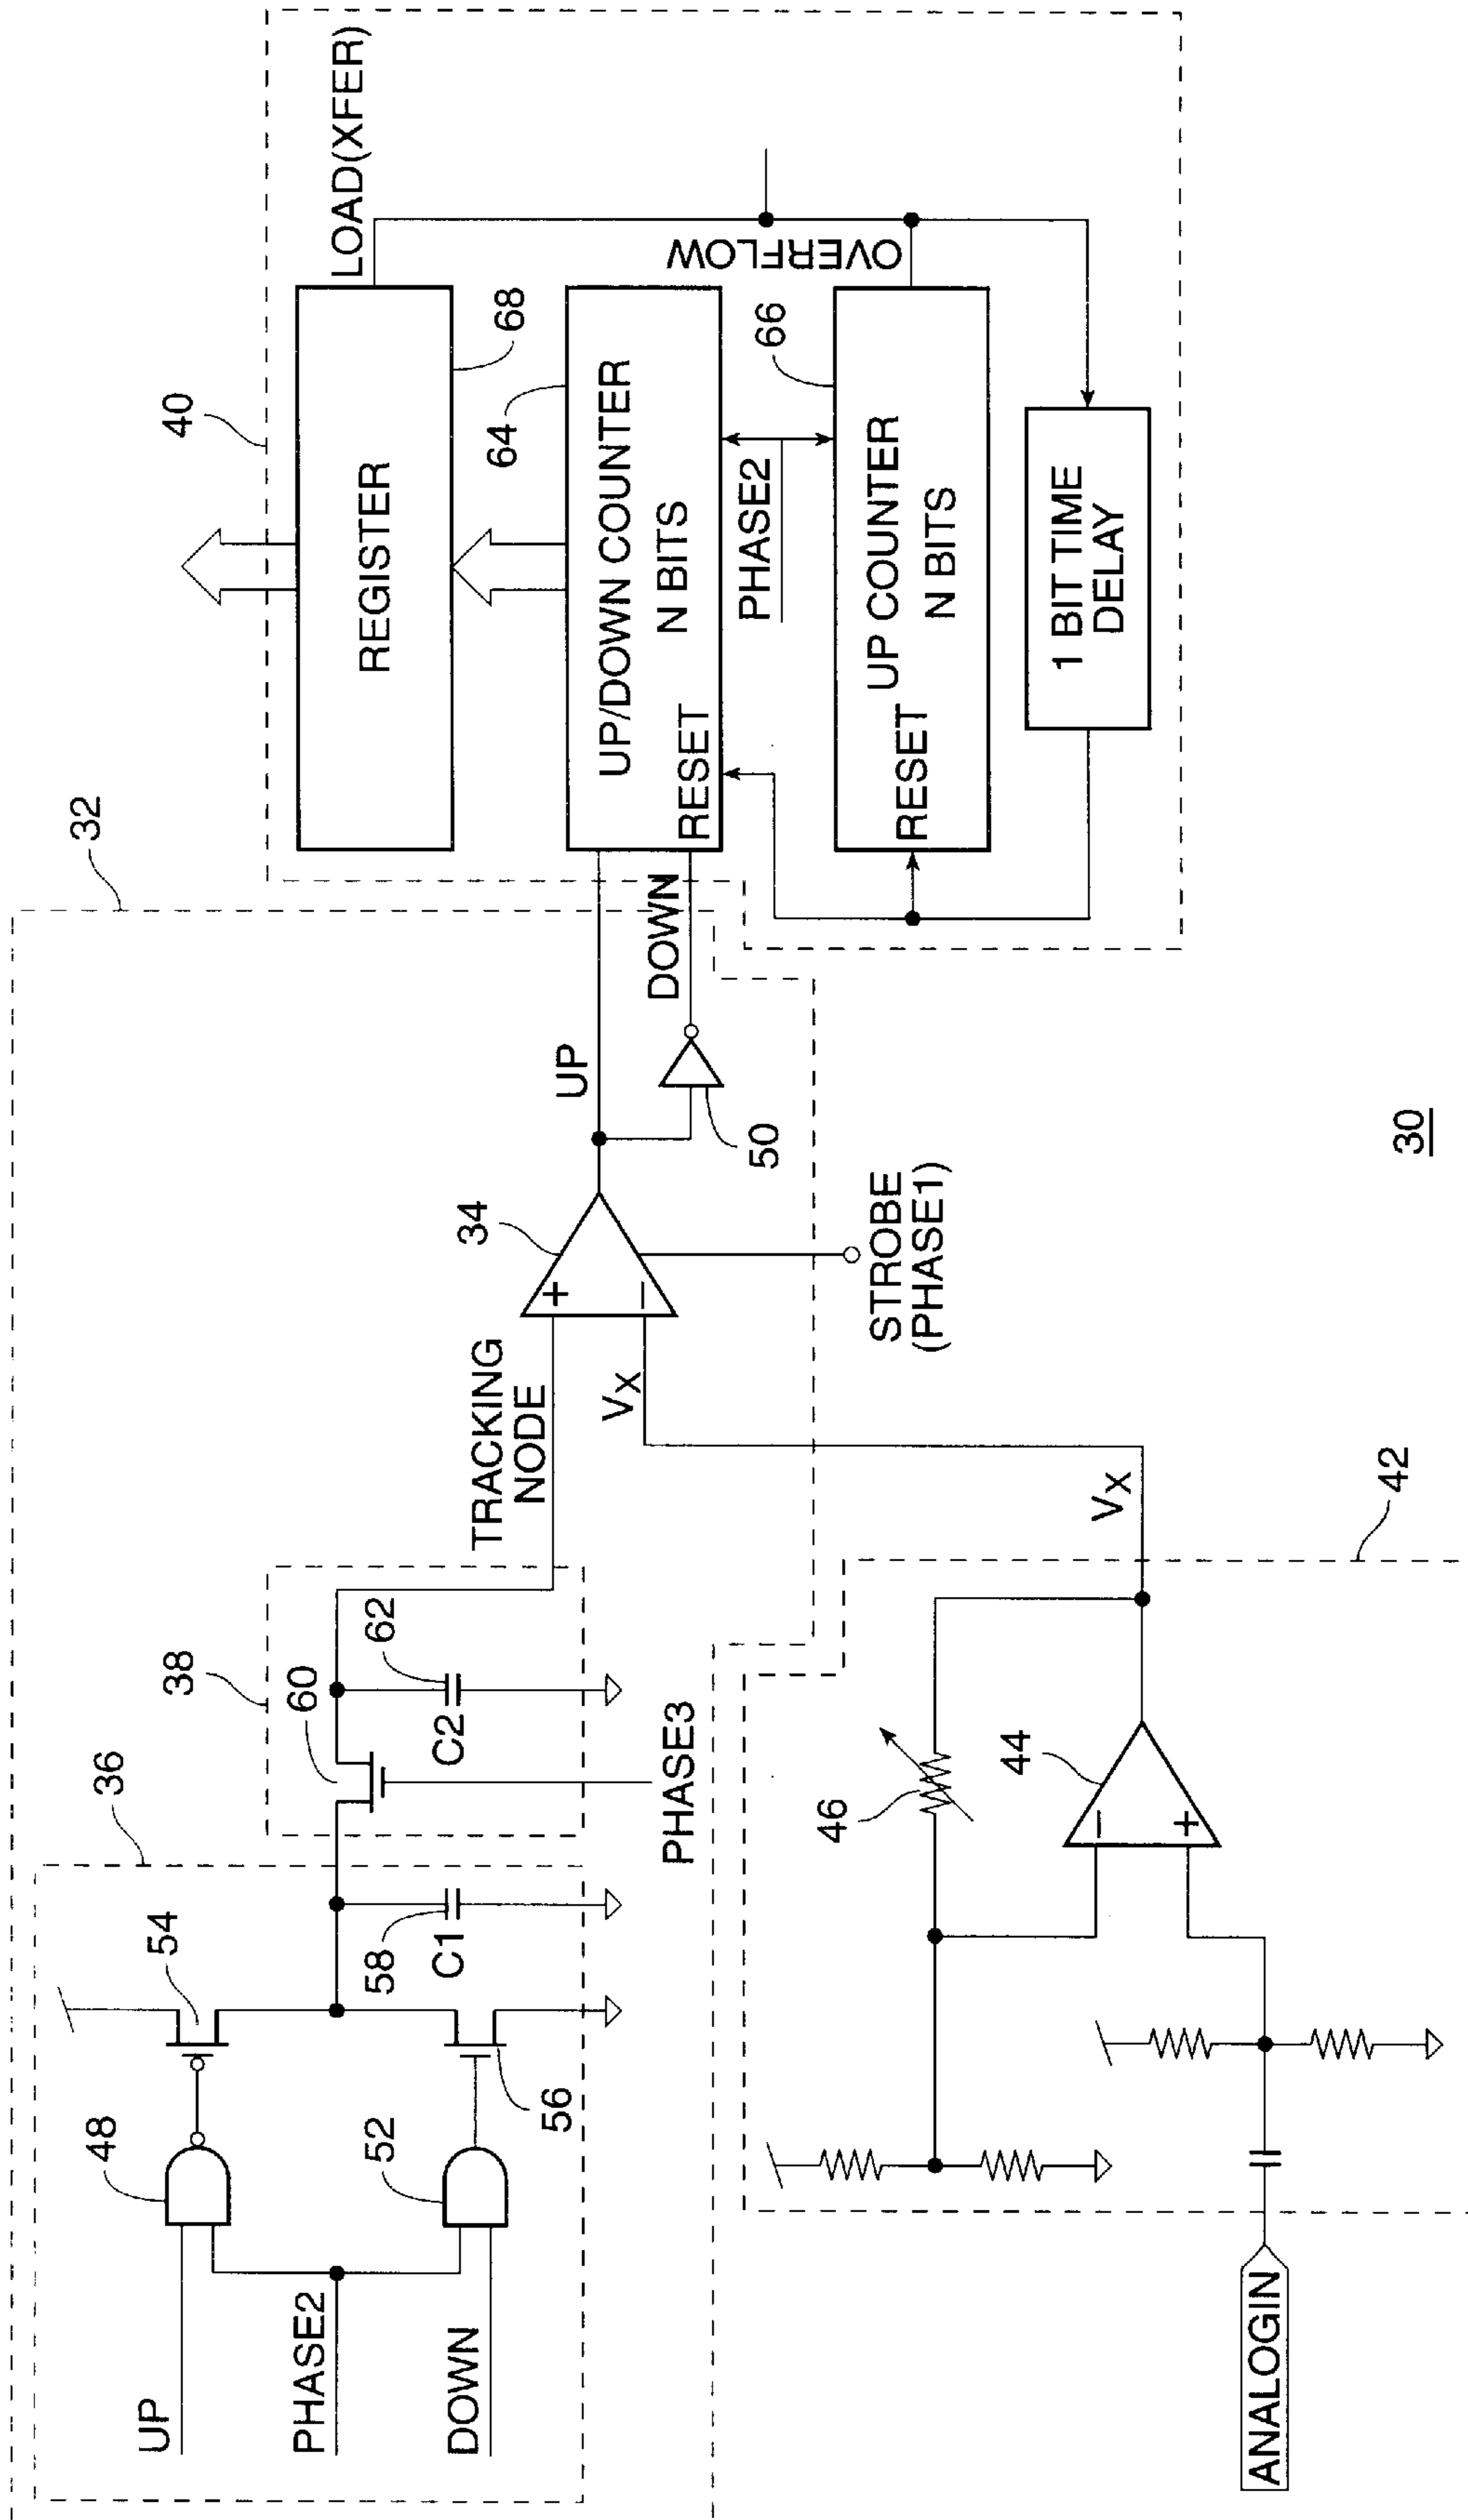 32
40
36
38
UP
PHASE2
DOWN
48
52
54
56
58
C1
60
62
C2
PHASE3
TRACKING
NODE
VX
+
−
34
STROBE
(PHASE1)
UP
DOWN
50
REGISTER
68
LOAD(XFER)
UP/DOWN COUNTER
N BITS
RESET
64
PHASE2
OVERFLOW
66
UP COUNTER
N BITS
RESET
1 BIT TIME
DELAY
ANALOGIN
46
44
−
+
VX
42
30